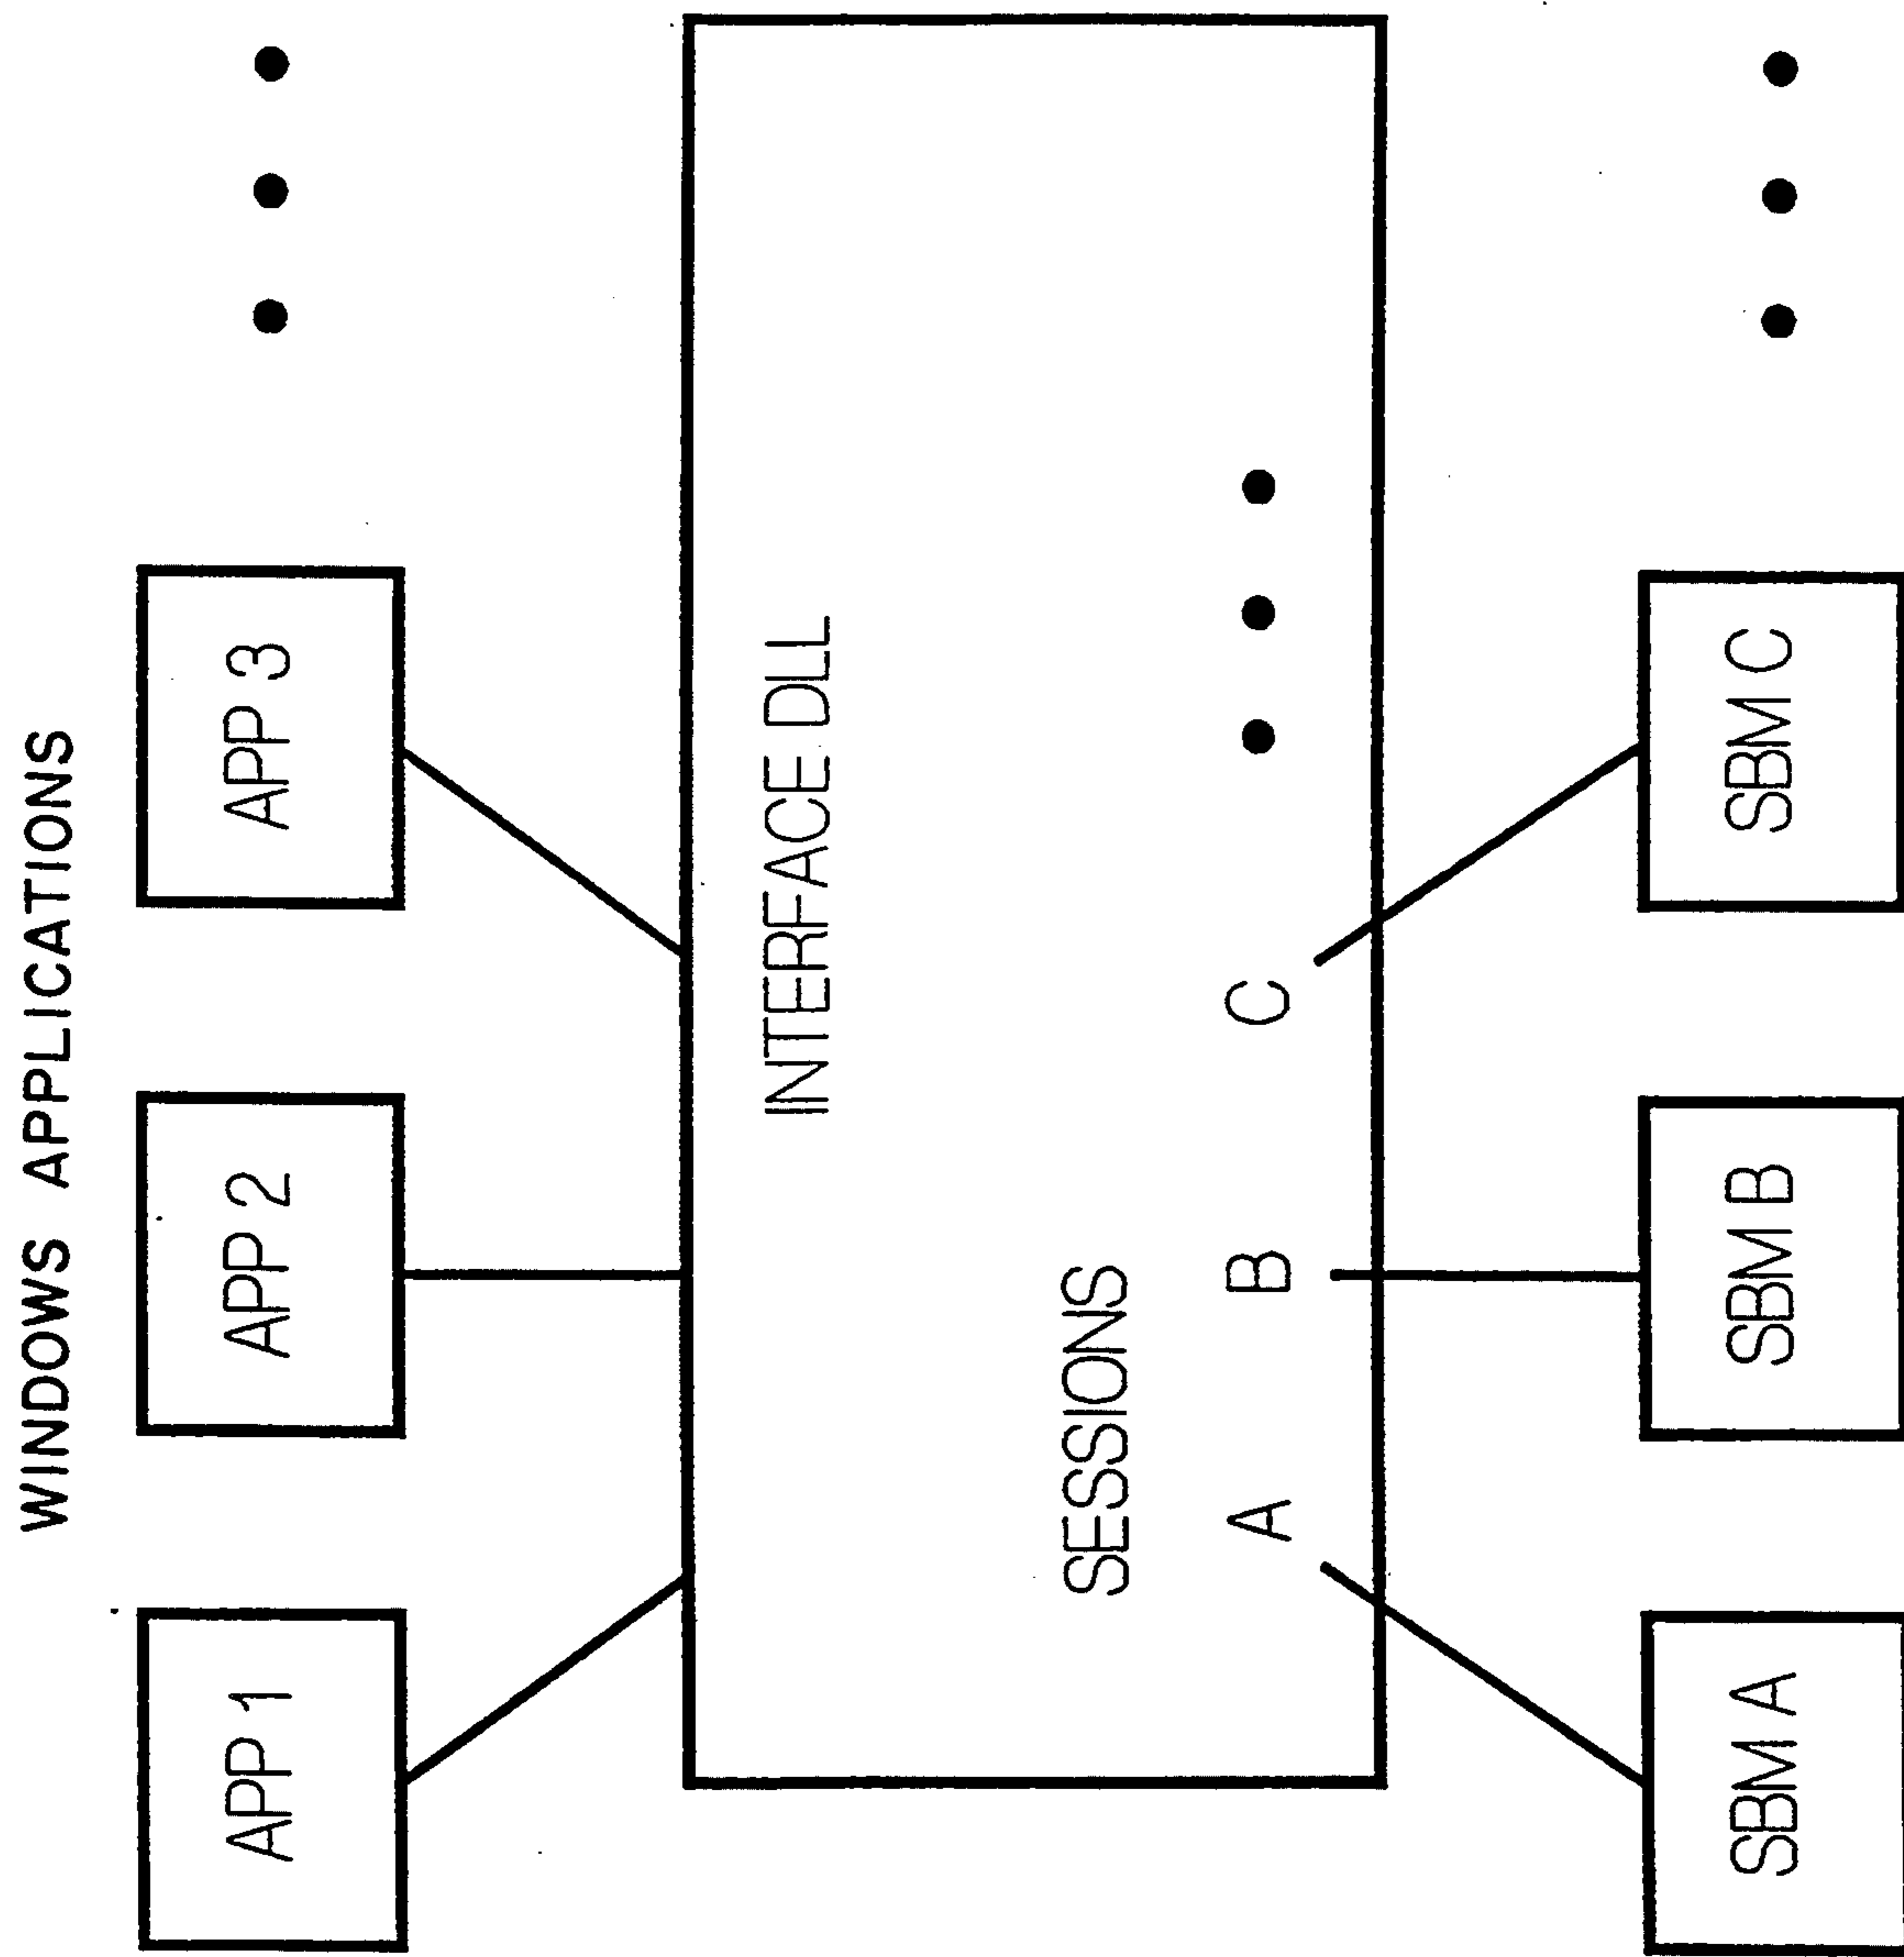 WINDOWS APPLICATIONS
APP 1
APP 2
APP 3
INTERFACE DLL
SESSIONS
A
B
C
SBM A
SBM B
SBM C